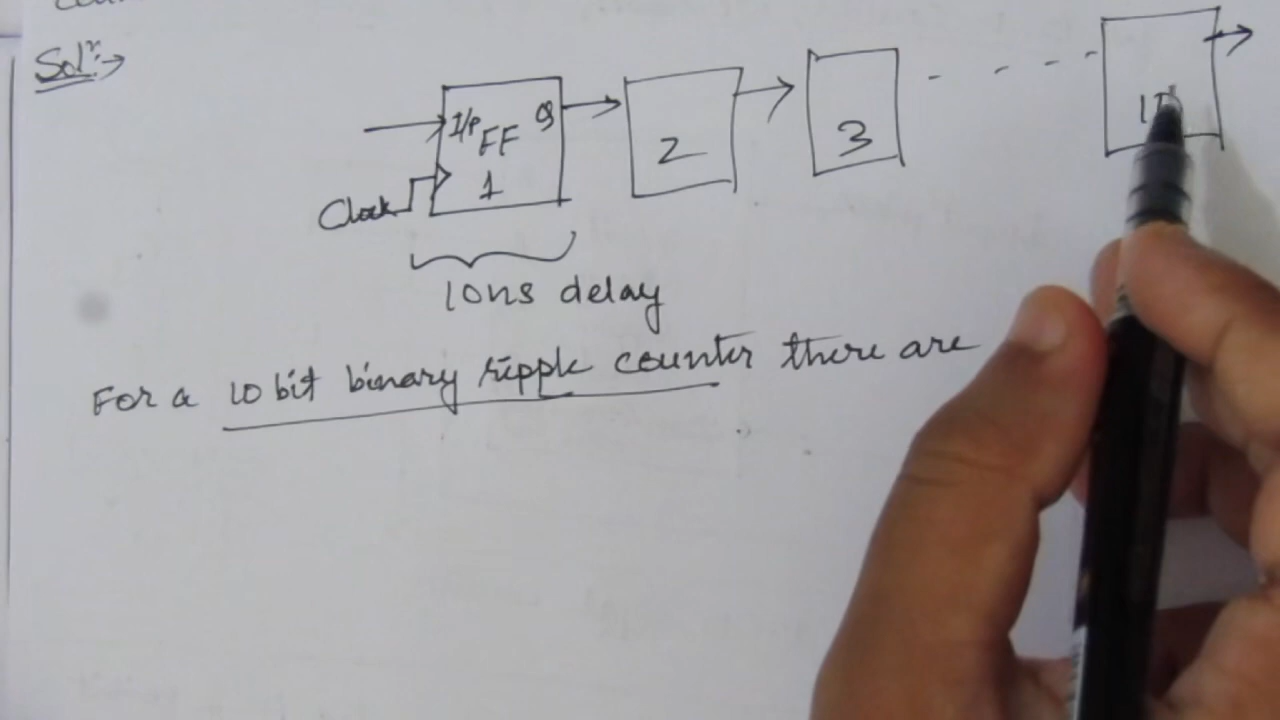 Solⁿ:→
I/P Q
FF
1
2
3
Clock
10ns delay
For a 10 bit binary ripple counter there are